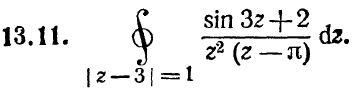 13.11. ∮ (sin 3z + 2) / (z² (z − π)) dz.
|z − 3| = 1